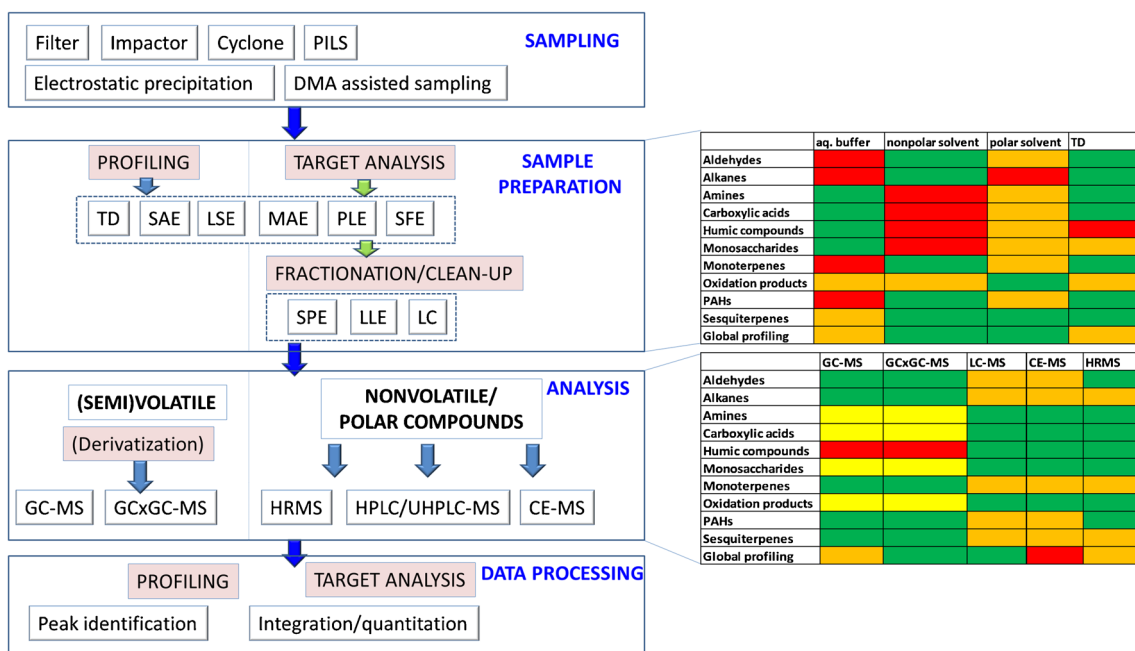 SAMPLING
Filter
Impactor
Cyclone
PILS
Electrostatic precipitation
DMA assisted sampling
SAMPLE
PREPARATION
PROFILING
TARGET ANALYSIS
TD
SAE
LSE
MAE
PLE
SFE
FRACTIONATION/CLEAN-UP
SPE
LLE
LC
ANALYSIS
(SEMI)VOLATILE
(Derivatization)
GC-MS
GCxGC-MS
NONVOLATILE/
POLAR COMPOUNDS
HRMS
HPLC/UHPLC-MS
CE-MS
DATA PROCESSING
PROFILING
TARGET ANALYSIS
Peak identification
Integration/quantitation
aq. buffer nonpolar solvent polar solvent TD
Aldehydes
Alkanes
Amines
Carboxylic acids
Humic compounds
Monosaccharides
Monoterpenes
Oxidation products
PAHs
Sesquiterpenes
Global profiling
GC-MS GCxGC-MS LC-MS CE-MS HRMS
Aldehydes
Alkanes
Amines
Carboxylic acids
Humic compounds
Monosaccharides
Monoterpenes
Oxidation products
PAHs
Sesquiterpenes
Global profiling